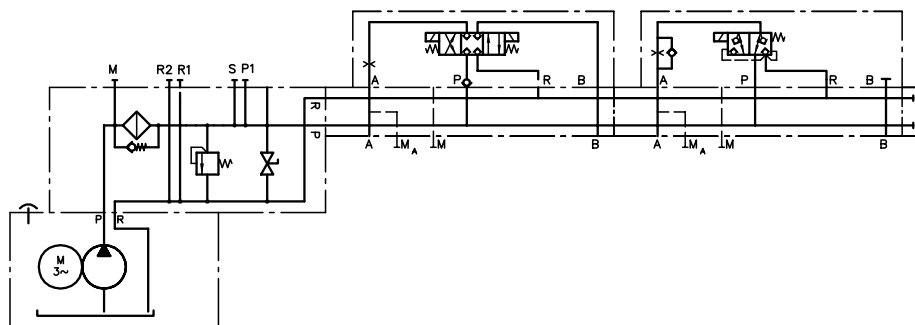 M R2 R1 S P1
A P R B
A P R B
R
P
A M_A M B
A M_A M B
P R
M
3~